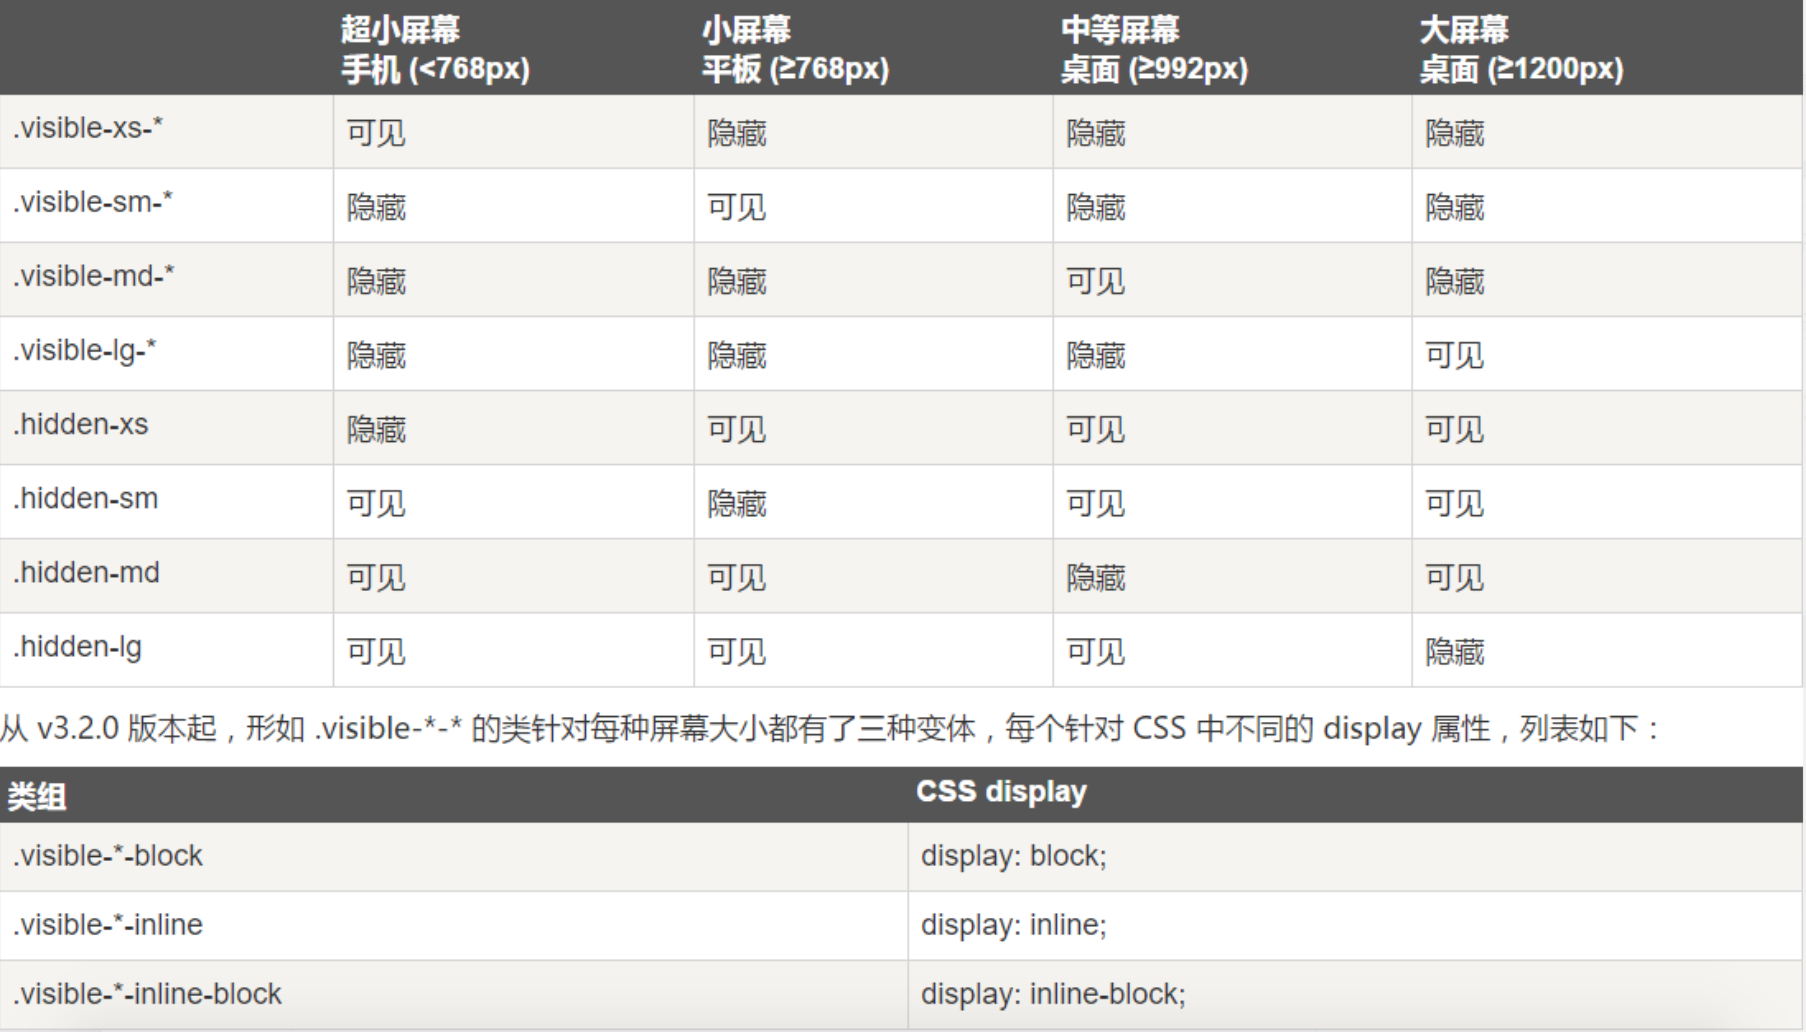 超小屏幕 小屏幕 中等屏幕 大屏幕
手机 (<768px) 平板 (≥768px) 桌面 (≥992px) 桌面 (≥1200px)
.visible-xs-* 可见 隐藏 隐藏 隐藏
.visible-sm-* 隐藏 可见 隐藏 隐藏
.visible-md-* 隐藏 隐藏 可见 隐藏
.visible-lg-* 隐藏 隐藏 隐藏 可见
.hidden-xs 隐藏 可见 可见 可见
.hidden-sm 可见 隐藏 可见 可见
.hidden-md 可见 可见 隐藏 可见
.hidden-lg 可见 可见 可见 隐藏
从 v3.2.0 版本起，形如 .visible-*-* 的类针对每种屏幕大小都有了三种变体，每个针对 CSS 中不同的 display 属性，列表如下：
类组 CSS display
.visible-*-block display: block;
.visible-*-inline display: inline;
.visible-*-inline-block display: inline-block;